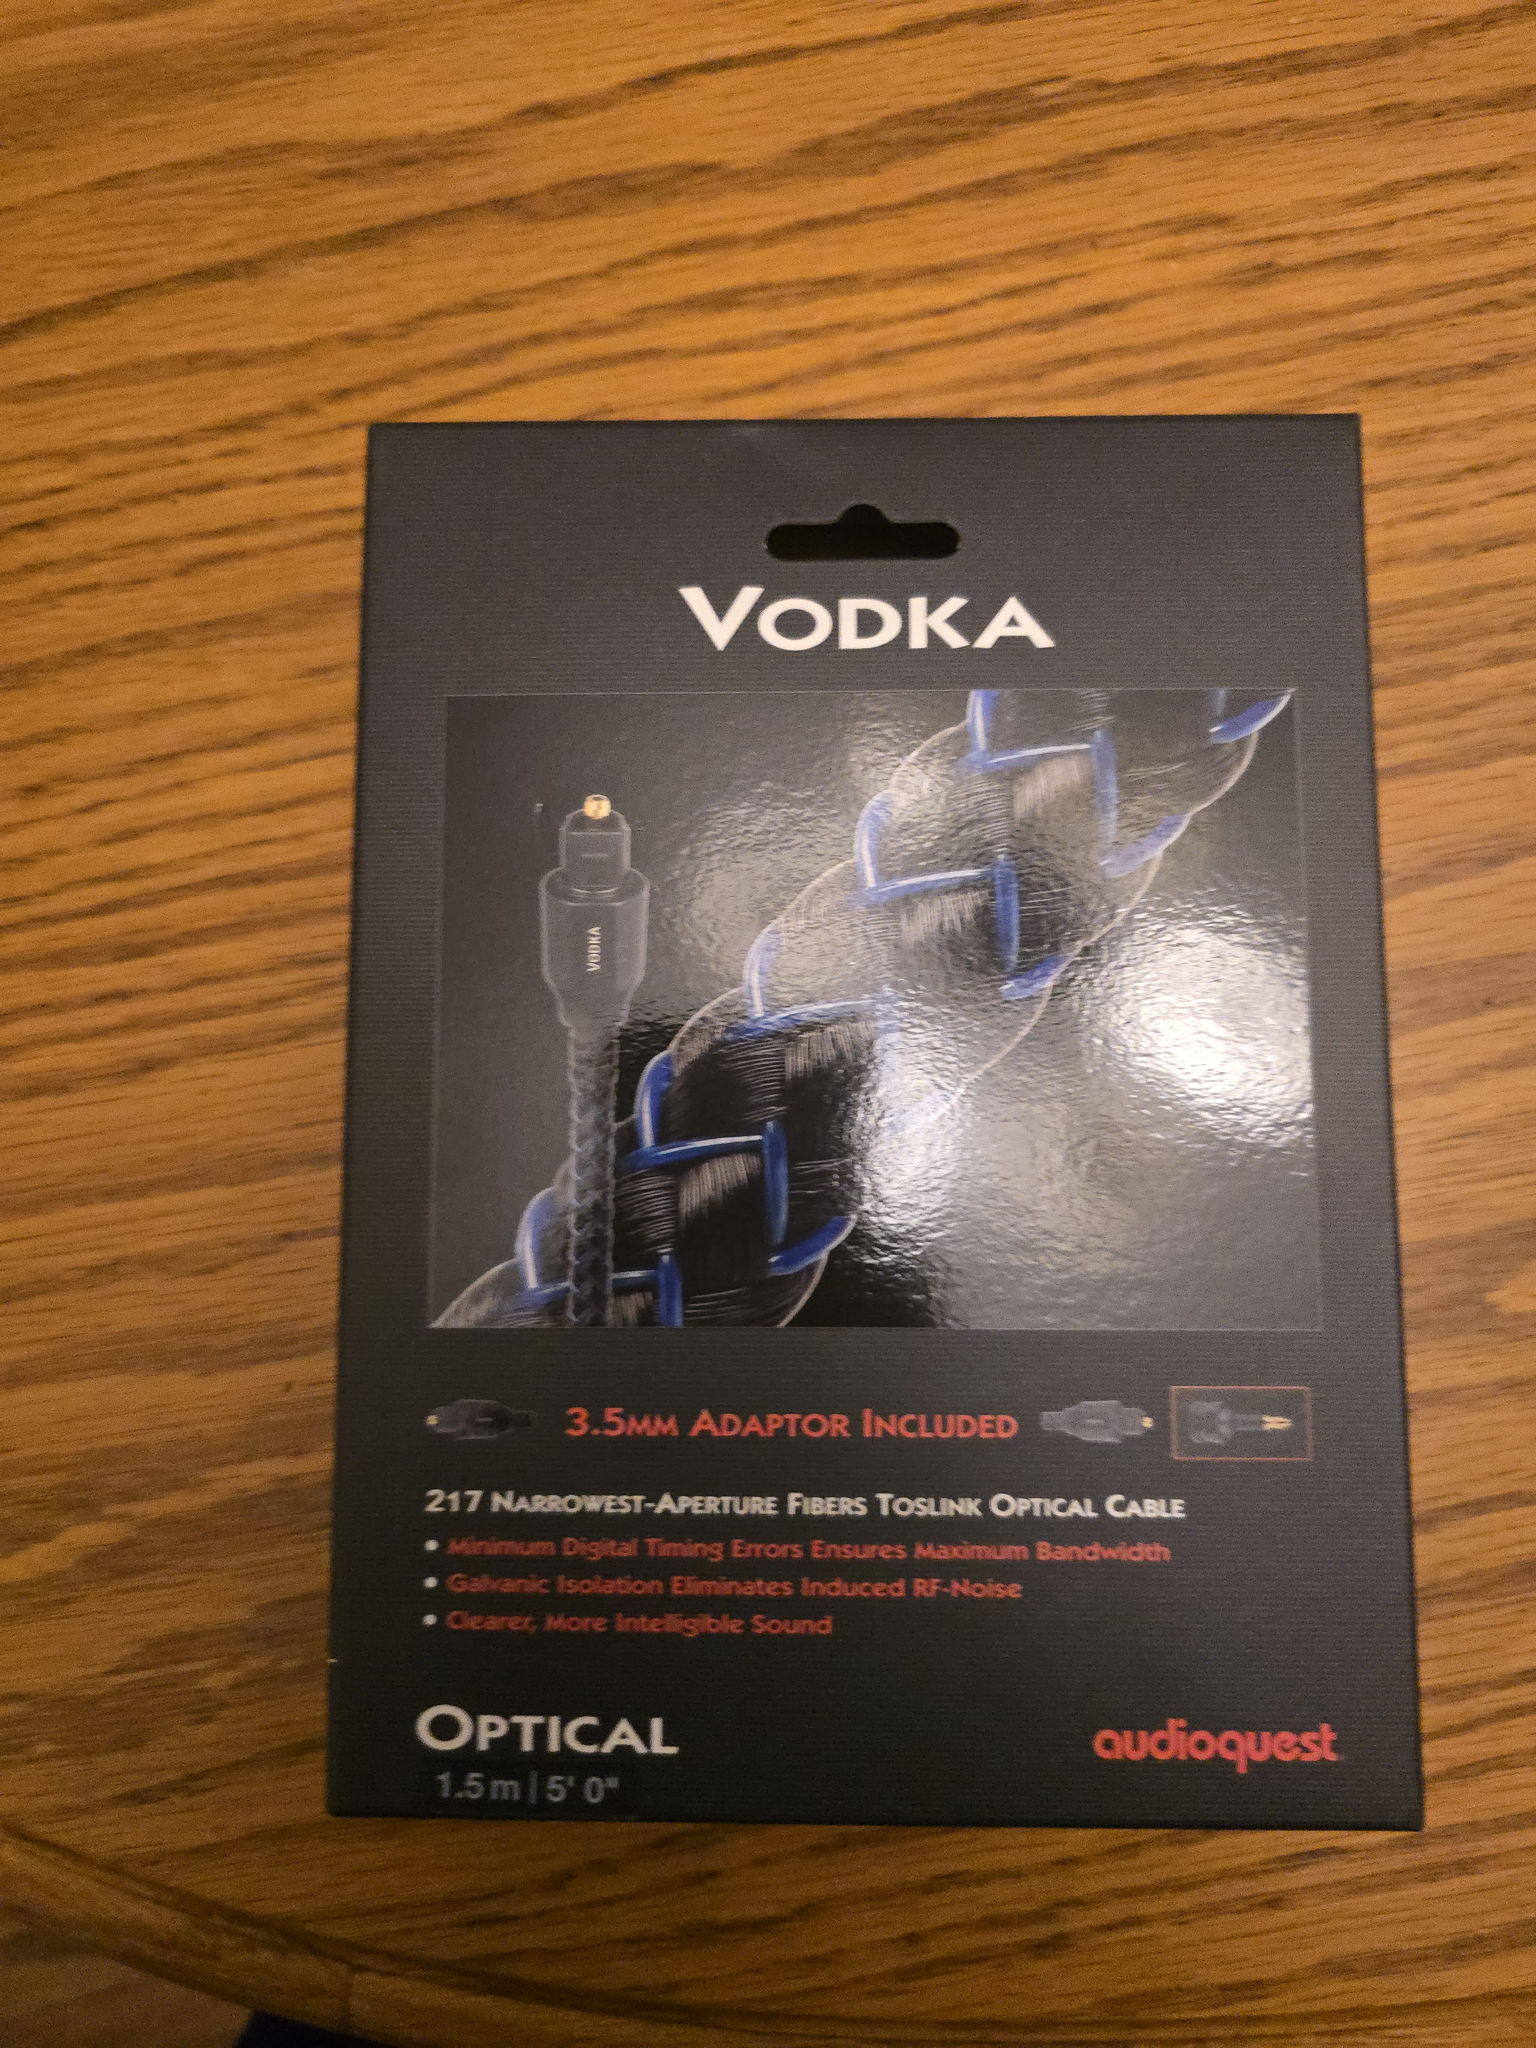 VODKA
VODKA
3.5MM ADAPTOR INCLUDED
217 NARROWEST-APERTURE FIBERS TOSLINK OPTICAL CABLE
• Minimum Digital Timing Errors Ensures Maximum Bandwidth
• Galvanic Isolation Eliminates Induced RF-Noise
• Clearer, More Intelligible Sound
OPTICAL
1.5m | 5' 0"
audioquest